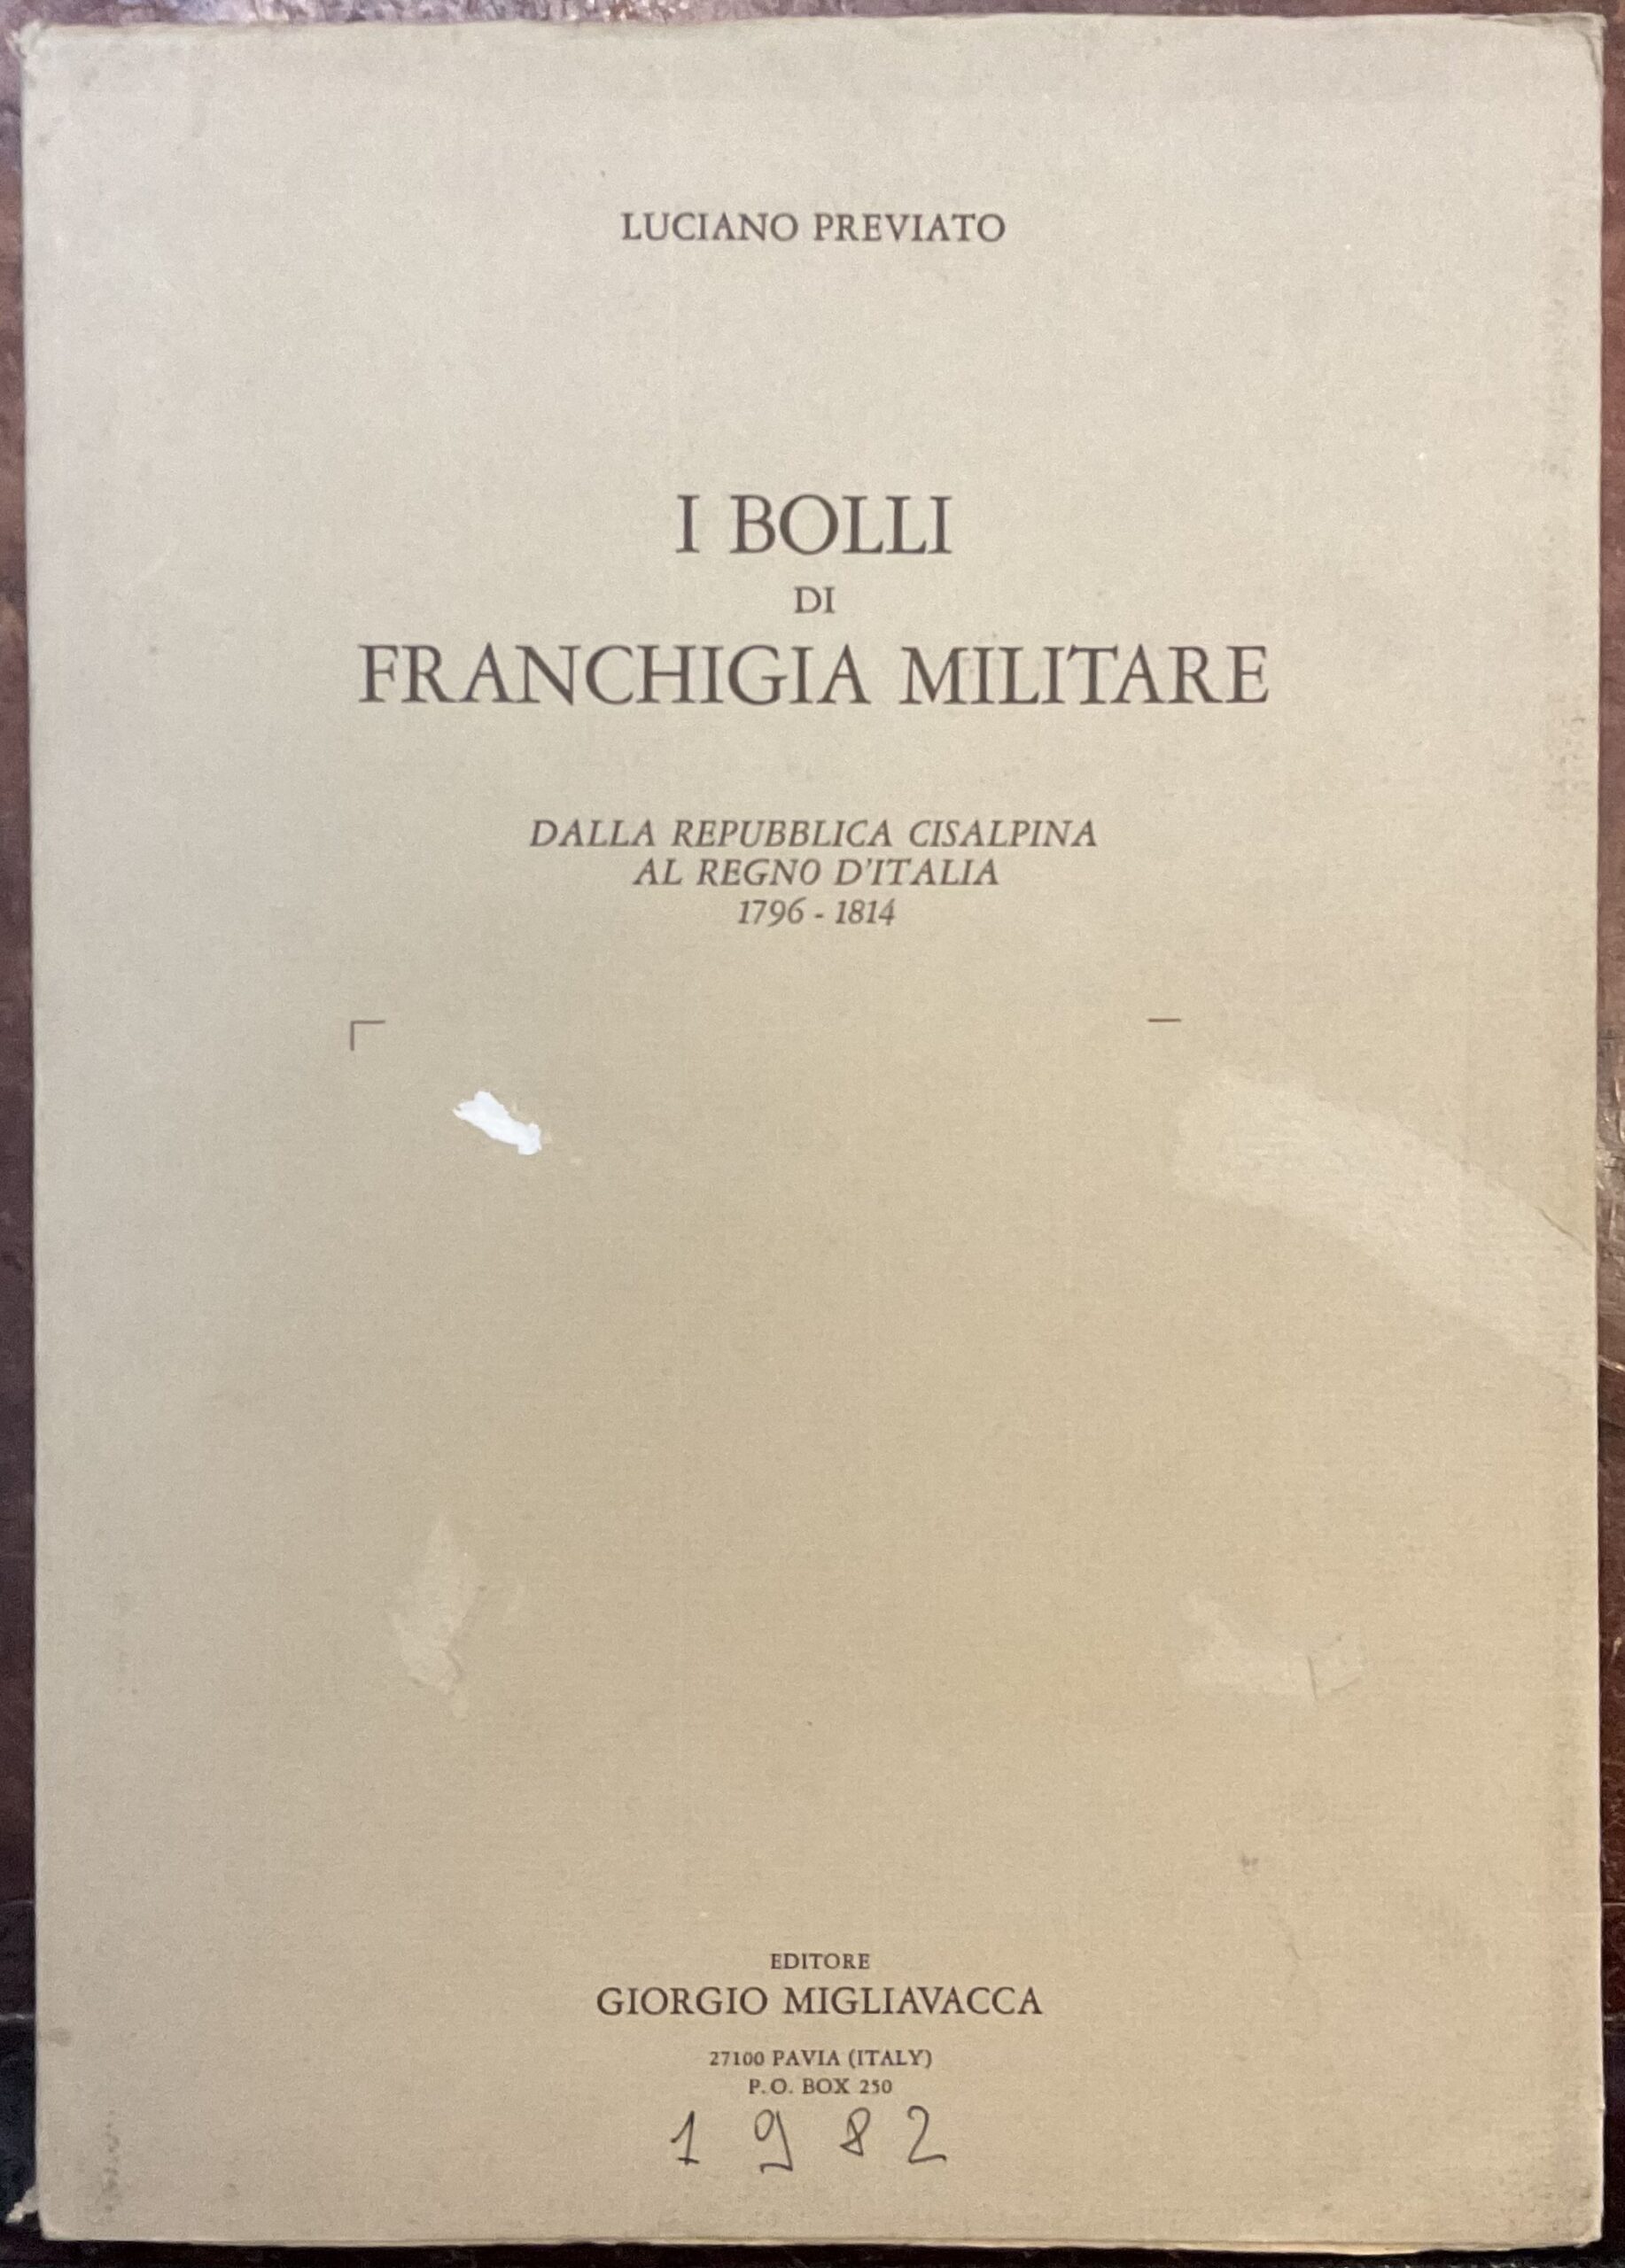 LUCIANO PREVIATO
I BOLLI
DI
FRANCHIGIA MILITARE
DALLA REPUBBLICA CISALPINA
AL REGNO D'ITALIA
1796 - 1814
EDITORE
GIORGIO MIGLIAVACCA
27100 PAVIA (ITALY)
P. O. BOX 250
1982